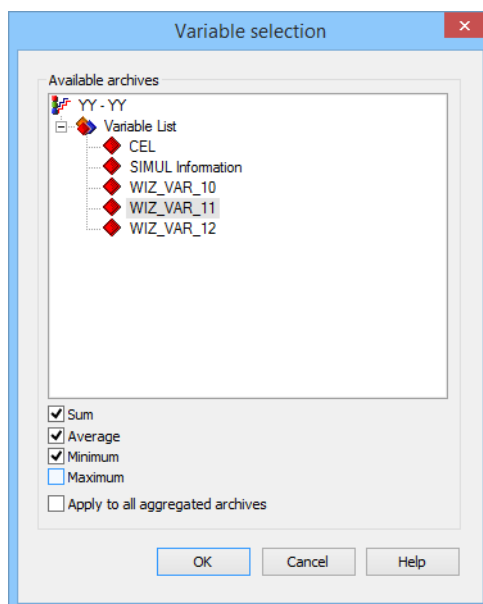 Variable selection
Available archives
YY - YY
Variable List
CEL
SIMUL Information
WIZ_VAR_10
WIZ_VAR_11
WIZ_VAR_12
Sum
Average
Minimum
Maximum
Apply to all aggregated archives
OK Cancel Help